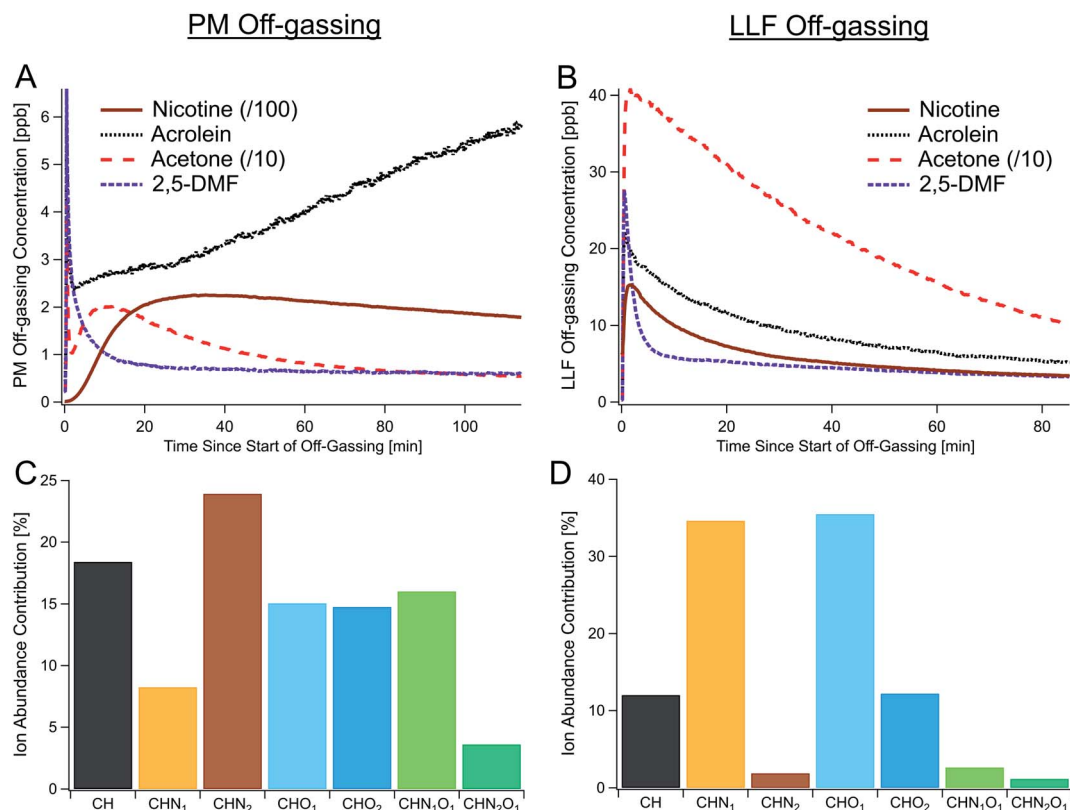 PM Off-gassing
LLF Off-gassing
A
PM Off-gassing Concentration [ppb]
6
5
4
3
2
1
0
Nicotine (/100)
Acrolein
Acetone (/10)
2,5-DMF
0 20 40 60 80 100
Time Since Start of Off-Gassing [min]
B
LLF Off-gassing Concentration [ppb]
40
30
20
10
0
Nicotine
Acrolein
Acetone (/10)
2,5-DMF
0 20 40 60 80
Time Since Start of Off-Gassing [min]
C
Ion Abundance Contribution [%]
25
20
15
10
5
0
CH CHN₁ CHN₂ CHO₁ CHO₂ CHN₁O₁ CHN₂O₁
D
Ion Abundance Contribution [%]
40
30
20
10
0
CH CHN₁ CHN₂ CHO₁ CHO₂ CHN₁O₁ CHN₂O₁